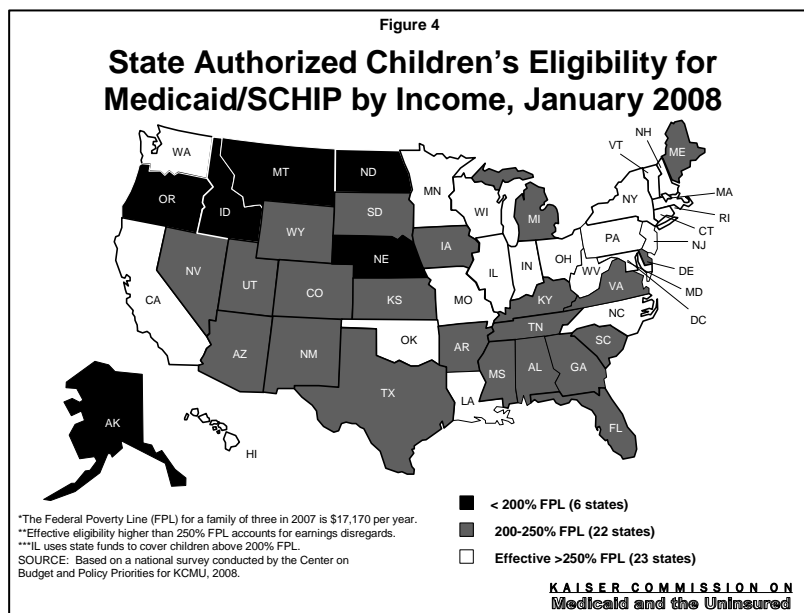 Figure 4
State Authorized Children's Eligibility for
Medicaid/SCHIP by Income, January 2008
WA
MT
ND
MN
VT
NH
ME
OR
ID
SD
WI
MI
NY
MA
RI
CT
WY
IA
PA
NJ
NE
NV
UT
CO
IL
IN
OH
WV
DE
MD
DC
CA
KS
MO
KY
VA
NC
TN
AZ
NM
OK
AR
SC
MS
AL
GA
TX
LA
FL
AK
HI
< 200% FPL (6 states)
200-250% FPL (22 states)
Effective >250% FPL (23 states)
*The Federal Poverty Line (FPL) for a family of three in 2007 is $17,170 per year.
**Effective eligibility higher than 250% FPL accounts for earnings disregards.
***IL uses state funds to cover children above 200% FPL.
SOURCE: Based on a national survey conducted by the Center on
Budget and Policy Priorities for KCMU, 2008.
KAISER COMMISSION ON
Medicaid and the Uninsured